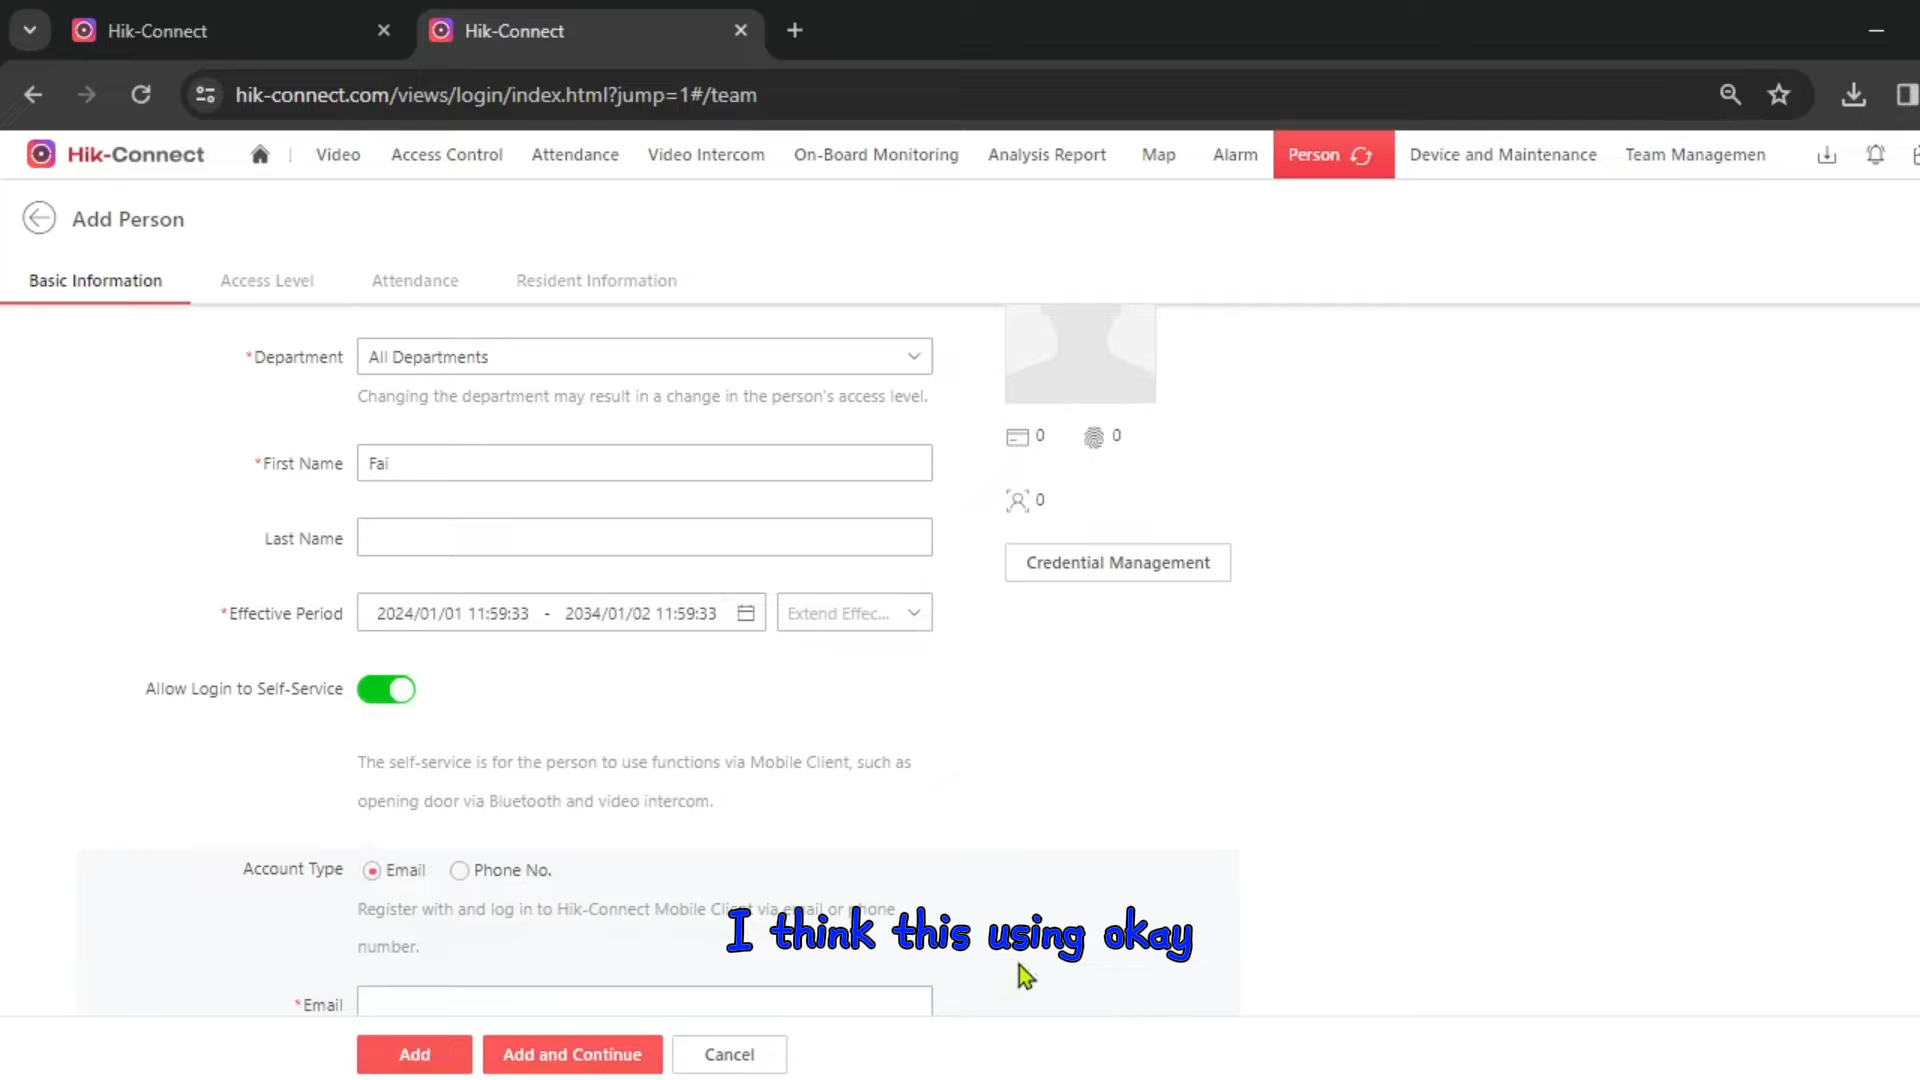 Hik-Connect
Hik-Connect
hik-connect.com/views/login/index.html?jump=1#/team
Hik-Connect
Video
Access Control
Attendance
Video Intercom
On-Board Monitoring
Analysis Report
Map
Alarm
Person
Device and Maintenance
Team Managemen
Add Person
Basic Information
Access Level
Attendance
Resident Information
*Department
All Departments
Changing the department may result in a change in the person's access level.
0
0
*First Name
Fai
0
Last Name
Credential Management
*Effective Period
2024/01/01 11:59:33 - 2034/01/02 11:59:33
Extend Effec...
Allow Login to Self-Service
The self-service is for the person to use functions via Mobile Client, such as
opening door via Bluetooth and video intercom.
Account Type
Email
Phone No.
Register with and log in to Hik-Connect Mobile Client via email or phone
number.
I think this using okay
*Email
Add
Add and Continue
Cancel